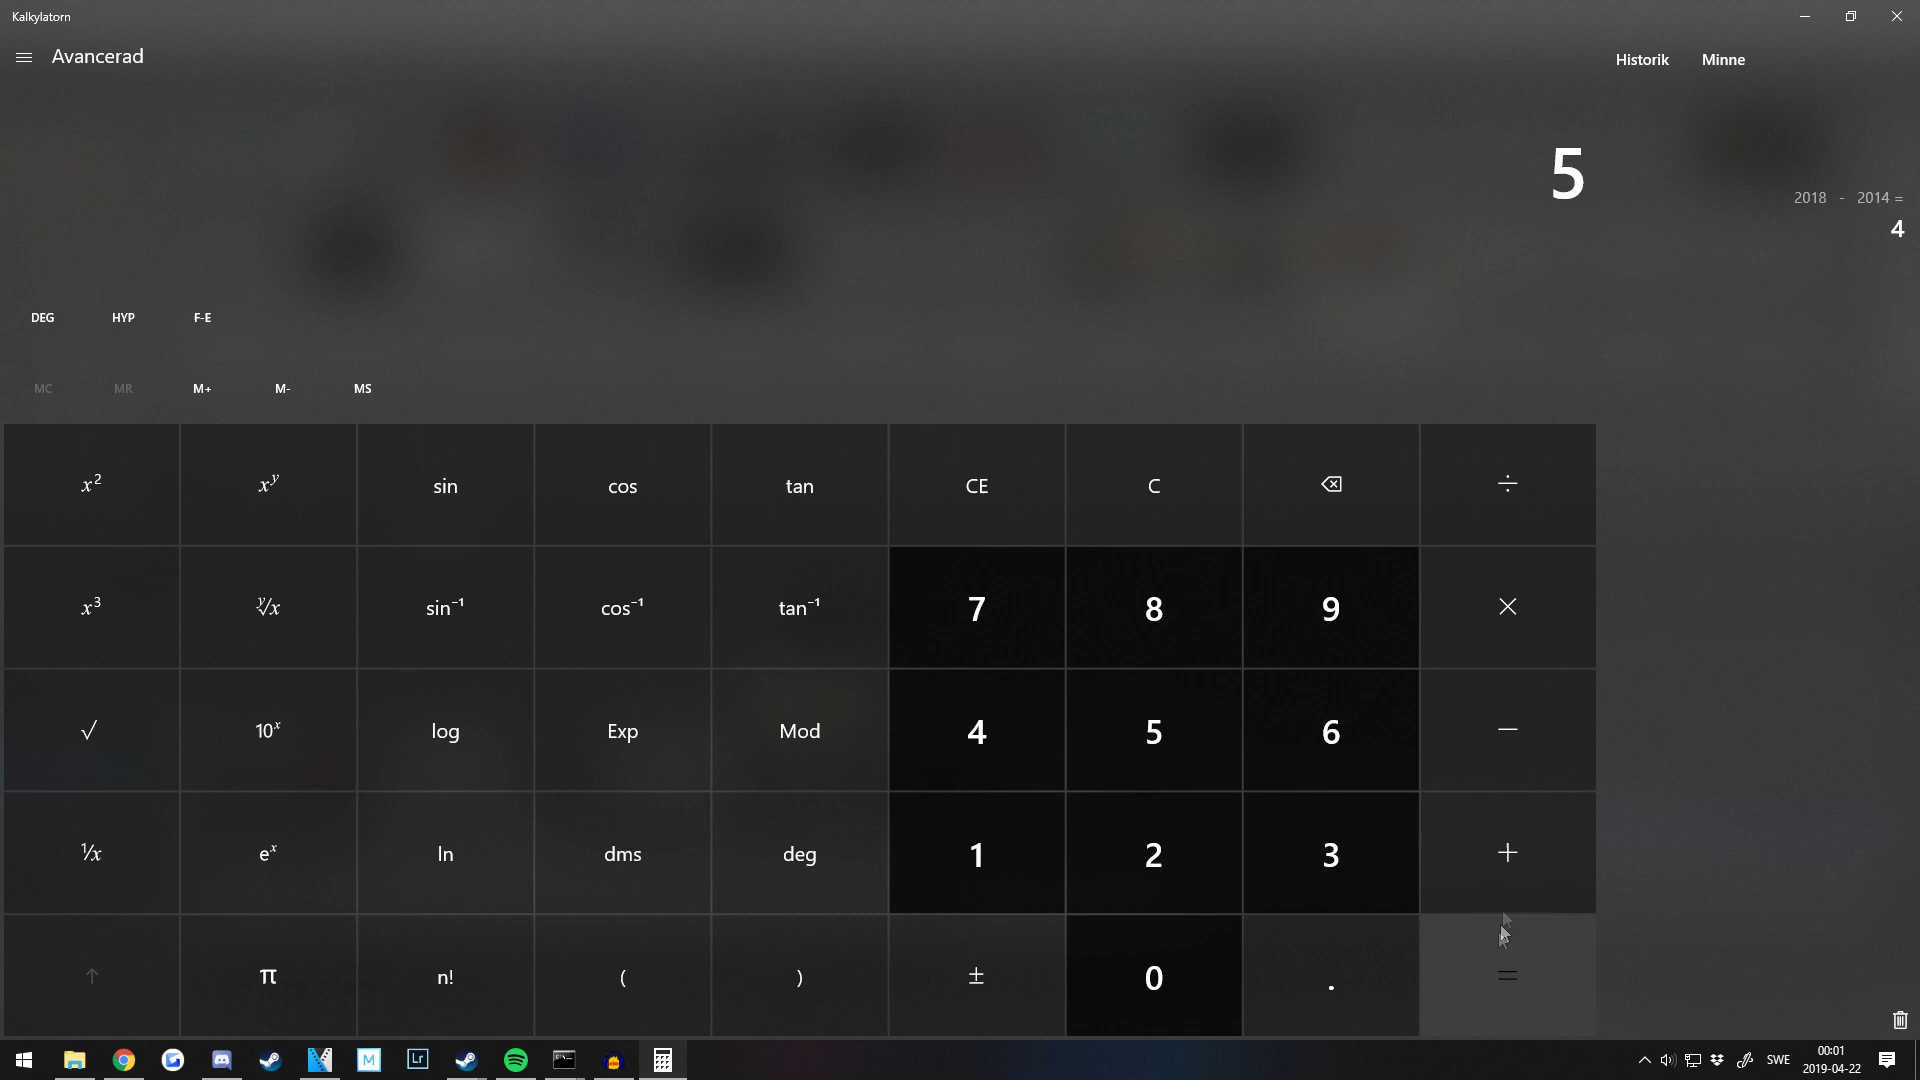 Kalkylatorn
Avancerad
Historik Minne
5
2018 - 2014 =
4
DEG HYP F-E
MC MR M+ M- MS
x² xʸ sin cos tan CE C ÷
x³ ʸ√x sin⁻¹ cos⁻¹ tan⁻¹ 7 8 9 ×
√ 10ˣ log Exp Mod 4 5 6 −
⅟x eˣ ln dms deg 1 2 3 +
↑ π n! ( ) ± 0 . =
M Lr C:\. SWE 00:01
2019-04-22